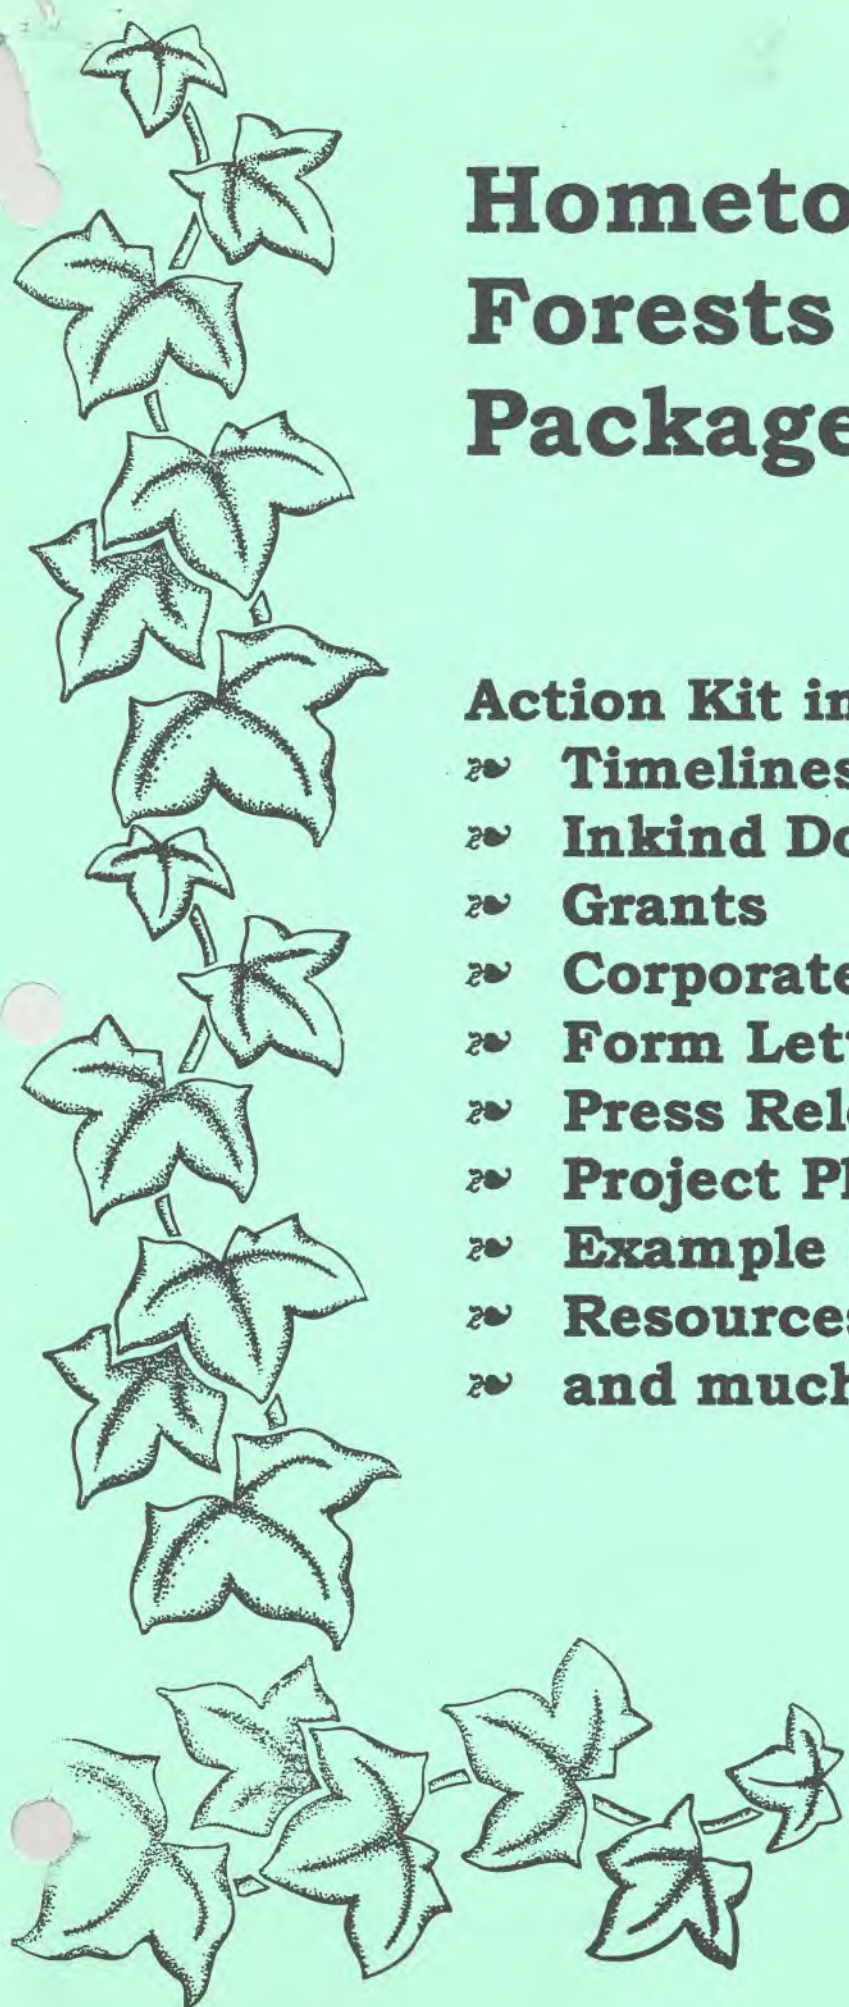 Hometo
Forests
Package
Action Kit in
Timelines
Inkind Do
Grants
Corporate
Form Lett
Press Rel
Project Pl
Example
Resources
and much